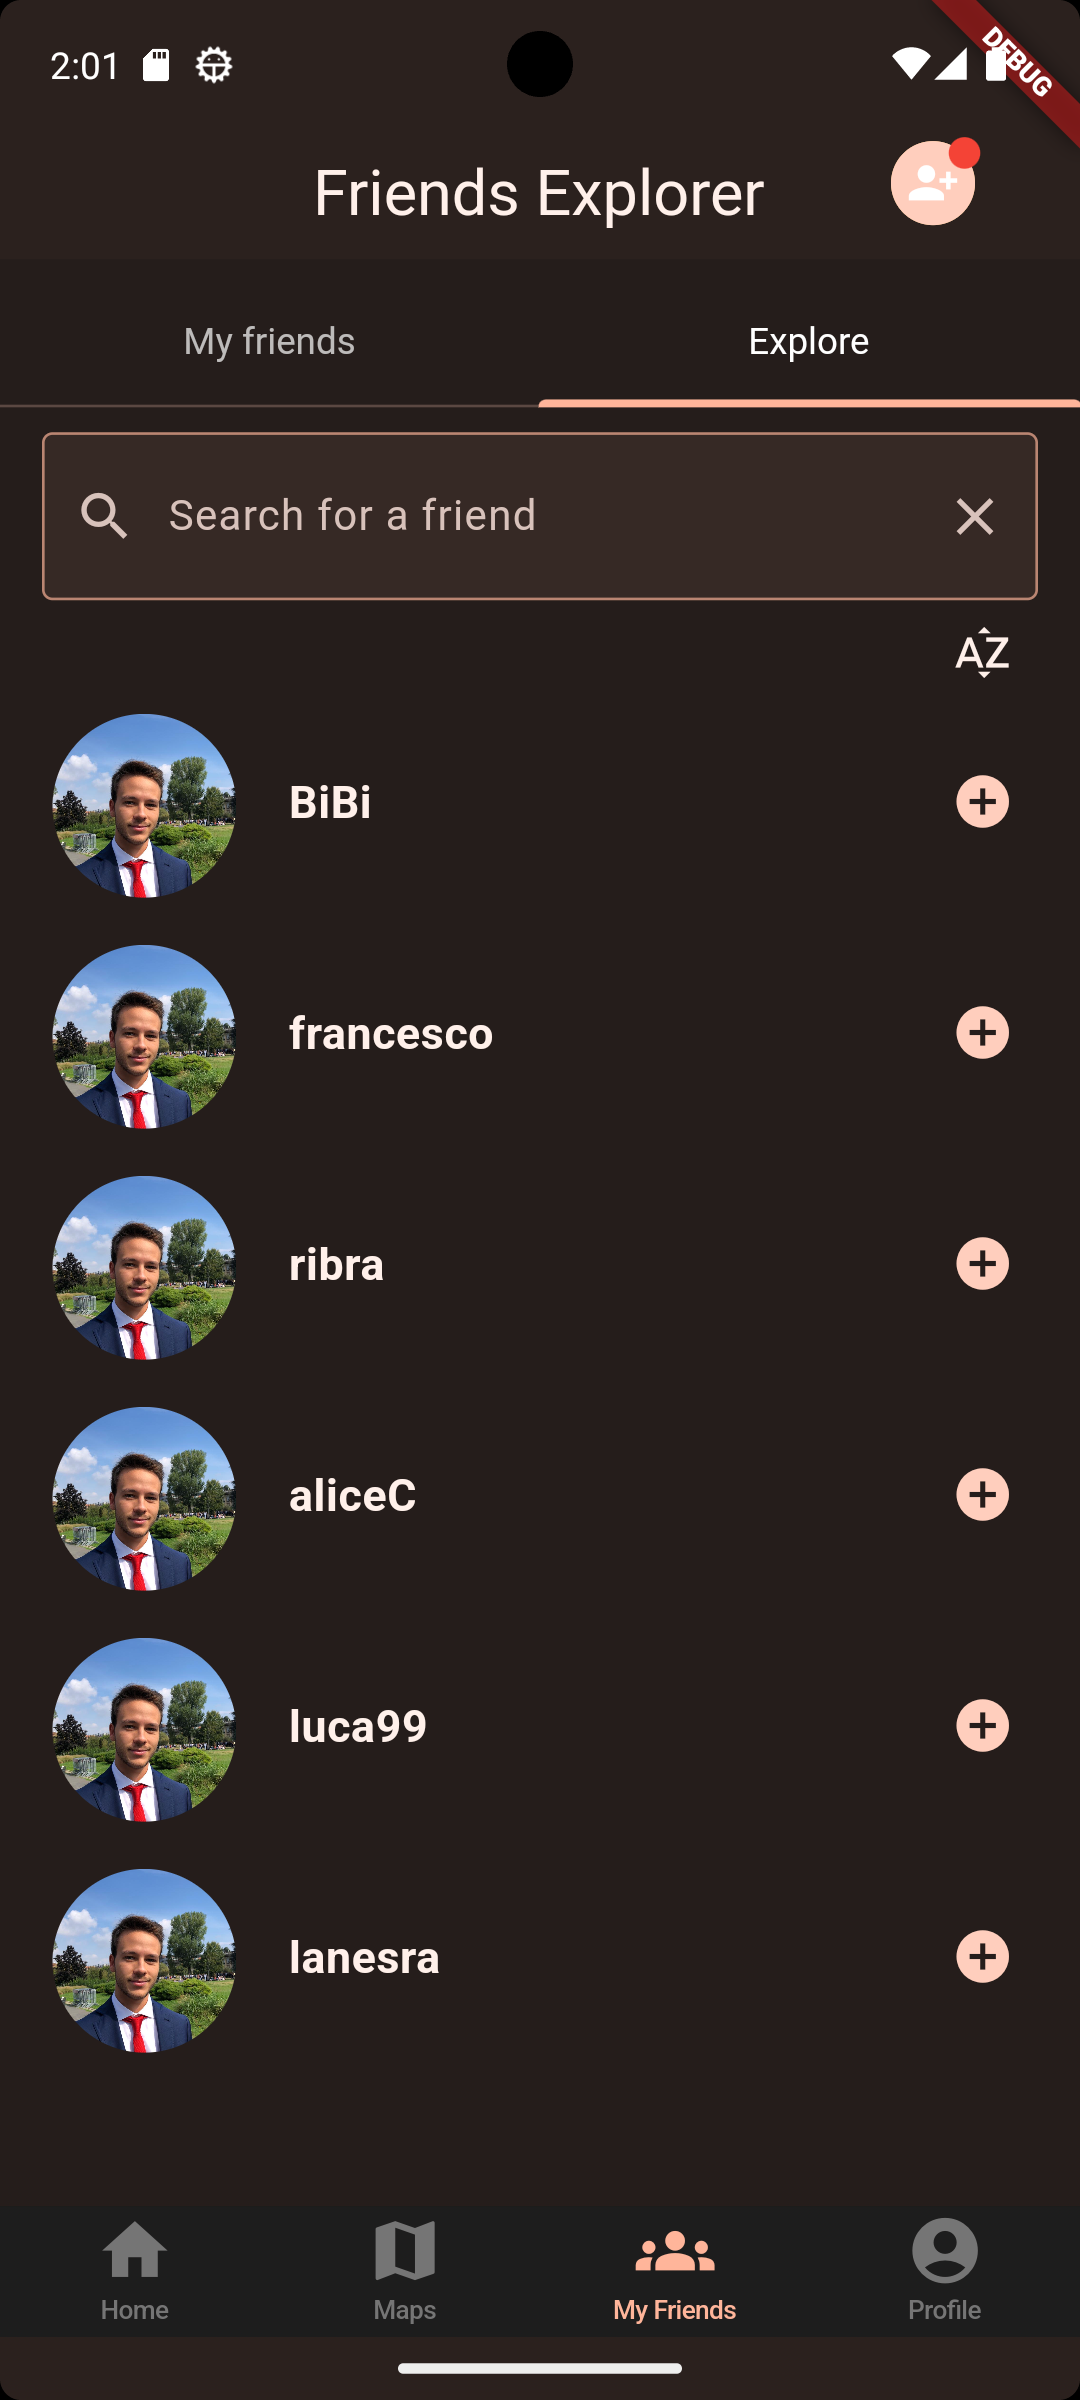 2:01
DEBUG
Friends Explorer
My friends
Explore
Search for a friend
AZ
BiBi
francesco
ribra
aliceC
luca99
lanesra
Home
Maps
My Friends
Profile